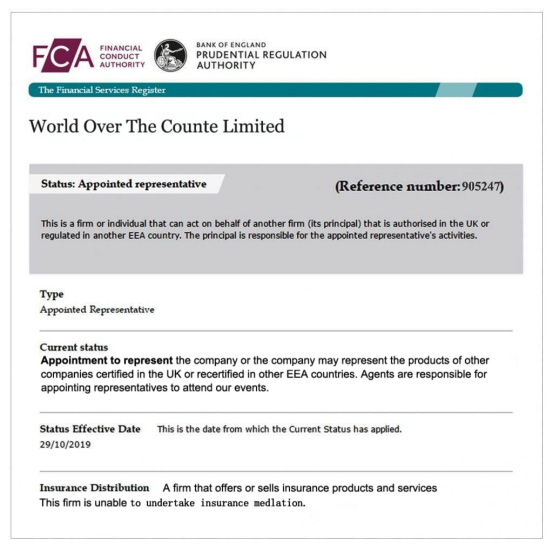 FCA FINANCIAL
CONDUCT
AUTHORITY
BANK OF ENGLAND
PRUDENTIAL REGULATION
AUTHORITY
The Financial Services Register
World Over The Counte Limited
Status: Appointed representative
(Reference number:905247)
This is a firm or individual that can act on behalf of another firm (its principal) that is authorised in the UK or
regulated in another EEA country. The principal is responsible for the appointed representative's activities.
Type
Appointed Representative
Current status
Appointment to represent the company or the company may represent the products of other
companies certified in the UK or recertified in other EEA countries. Agents are responsible for
appointing representatives to attend our events.
Status Effective Date This is the date from which the Current Status has applied.
29/10/2019
Insurance Distribution A firm that offers or sells insurance products and services
This firm is unable to undertake insurance medlation.